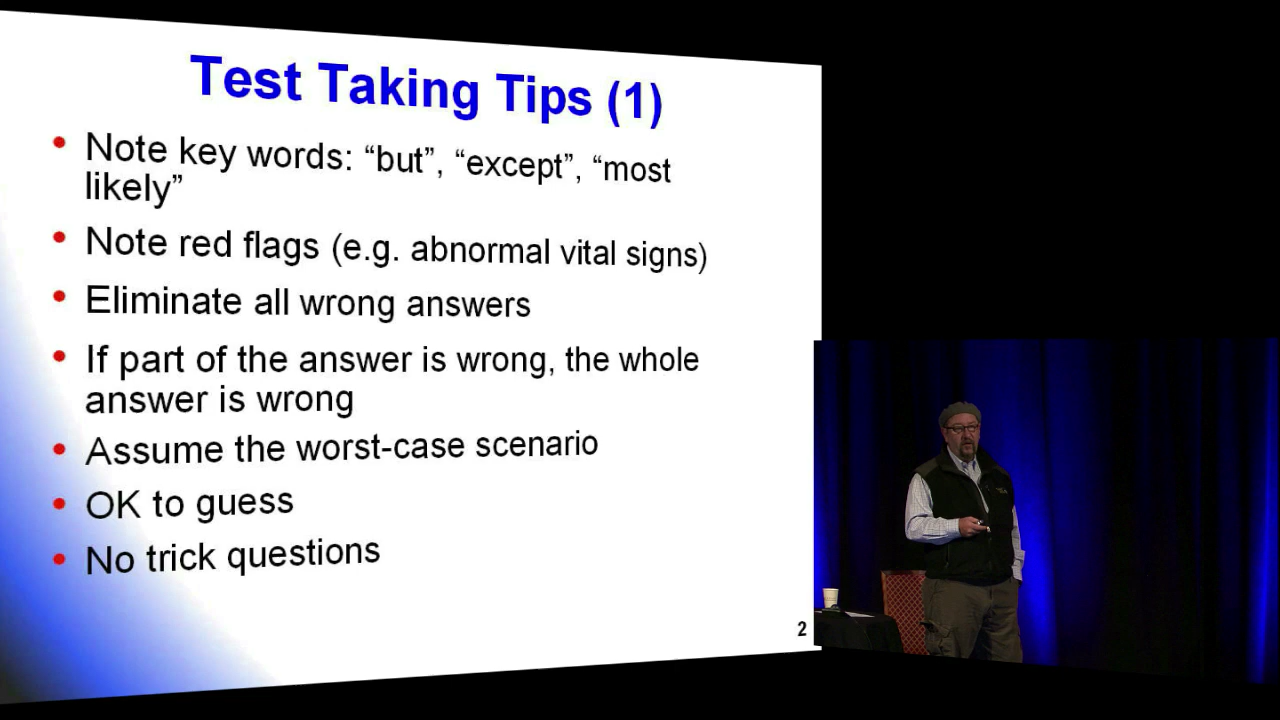 Test Taking Tips (1)
• Note key words: “but”, “except”, “most
likely”
• Note red flags (e.g. abnormal vital signs)
• Eliminate all wrong answers
• If part of the answer is wrong, the whole
answer is wrong
• Assume the worst-case scenario
• OK to guess
• No trick questions
2